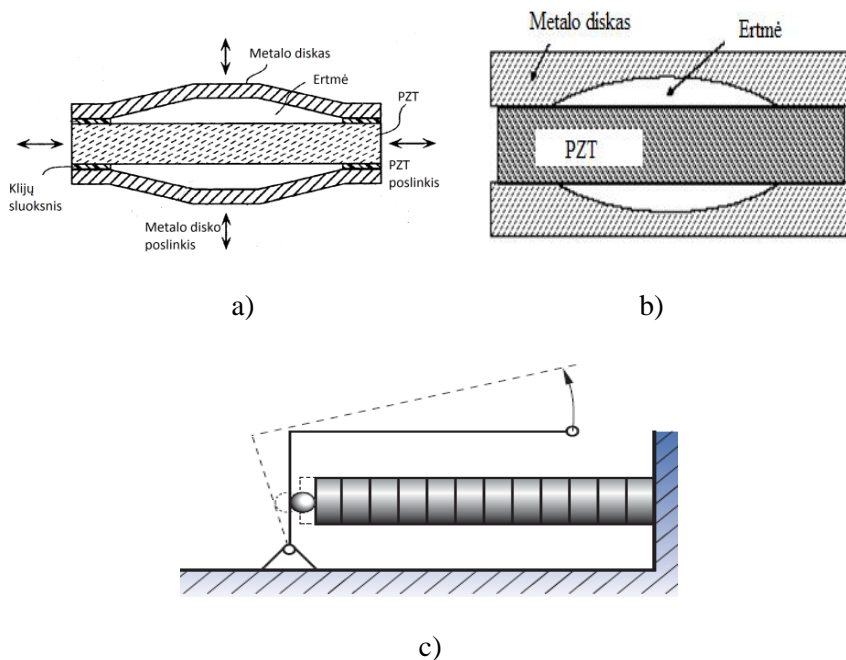 Metalo diskas
Ertmė
PZT
PZT
poslinkis
Klijų
sluoksnis
Metalo disko
poslinkis
a)
Metalo diskas
Ertmė
PZT
b)
c)